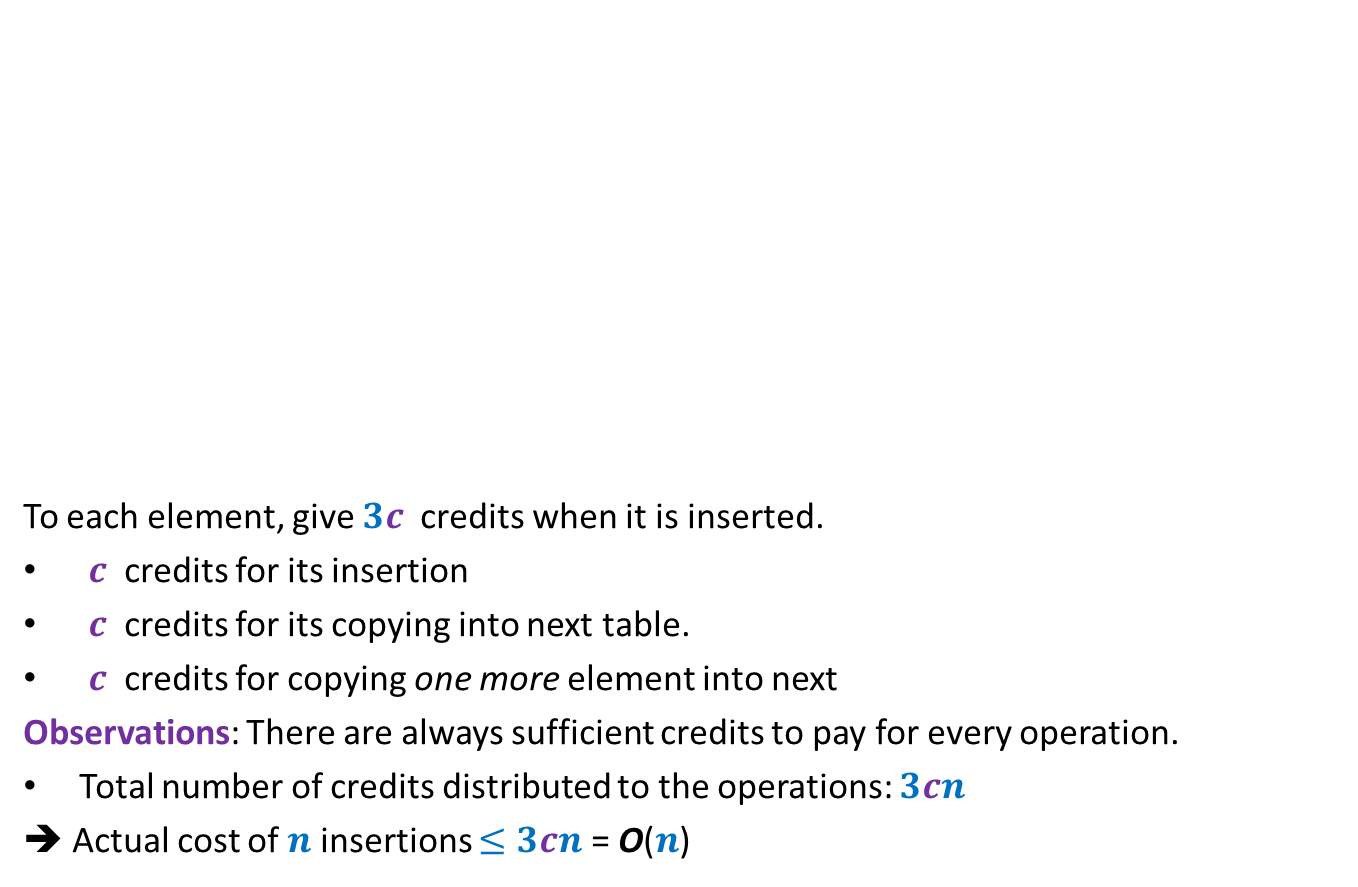 To each element, give 3c credits when it is inserted.
• c credits for its insertion
• c credits for its copying into next table.
• c credits for copying one more element into next
Observations: There are always sufficient credits to pay for every operation.
• Total number of credits distributed to the operations: 3cn
➔ Actual cost of n insertions ≤ 3cn = O(n)